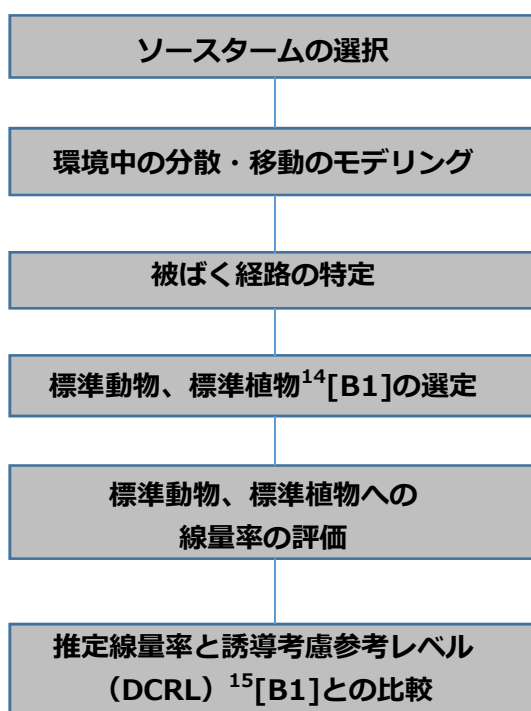 ソースタームの選択
環境中の分散・移動のモデリング
被ばく経路の特定
標準動物、標準植物14[B1]の選定
標準動物、標準植物への
線量率の評価
推定線量率と誘導考慮参考レベル
（DCRL）15[B1]との比較